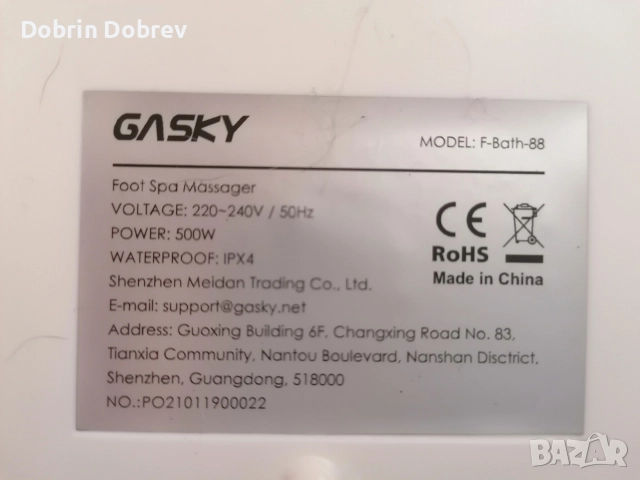 Dobrin Dobrev
GASKY
MODEL: F-Bath-88
Foot Spa Massager
VOLTAGE: 220~240V / 50Hz
POWER: 500W
WATERPROOF: IPX4
Shenzhen Meidan Trading Co., Ltd.
E-mail: support@gasky.net
Address: Guoxing Building 6F, Changxing Road No. 83,
Tianxia Community, Nantou Boulevard, Nanshan Disctrict,
Shenzhen, Guangdong, 518000
NO.:PO21011900022
CE
RoHS
Made in China
BAZAR